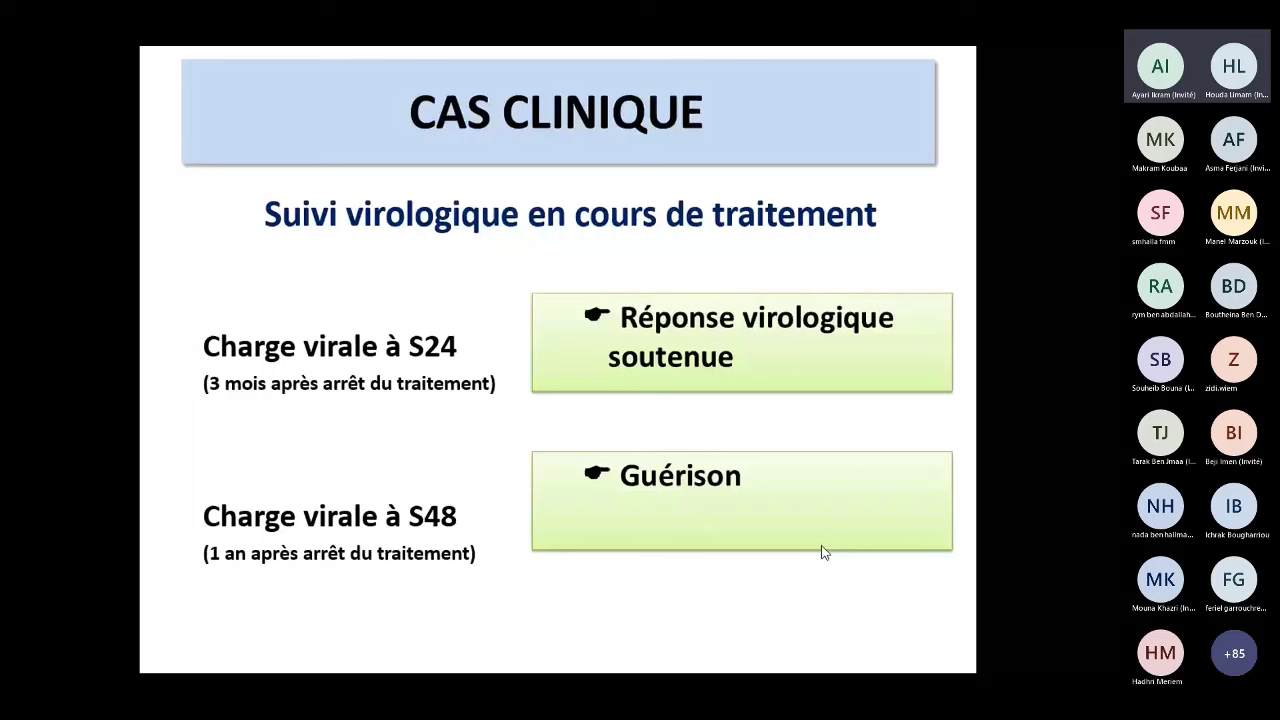 CAS CLINIQUE
Suivi virologique en cours de traitement
Charge virale à S24
(3 mois après arrêt du traitement)
☛ Réponse virologique
soutenue
Charge virale à S48
(1 an après arrêt du traitement)
☛ Guérison
AI
HL
Ayari Ikram (Invité)
Houda Limam (In...
MK
AF
Makram Koubaa
Asma Ferjani (Invi...
SF
MM
smhalla fmm
Manel Marzouk (I...
RA
BD
rym ben abdallah...
Boutheina Ben D...
SB
Z
Souheib Bouna (I...
zidi.wiem
TJ
BI
Tarak Ben Jmaa (I...
Beji Imen (Invité)
NH
IB
nada ben halima...
Ichrak Bougharriou
MK
FG
Mouna Khazri (In...
feriel garrouchre...
HM
+85
Hadhri Meriem